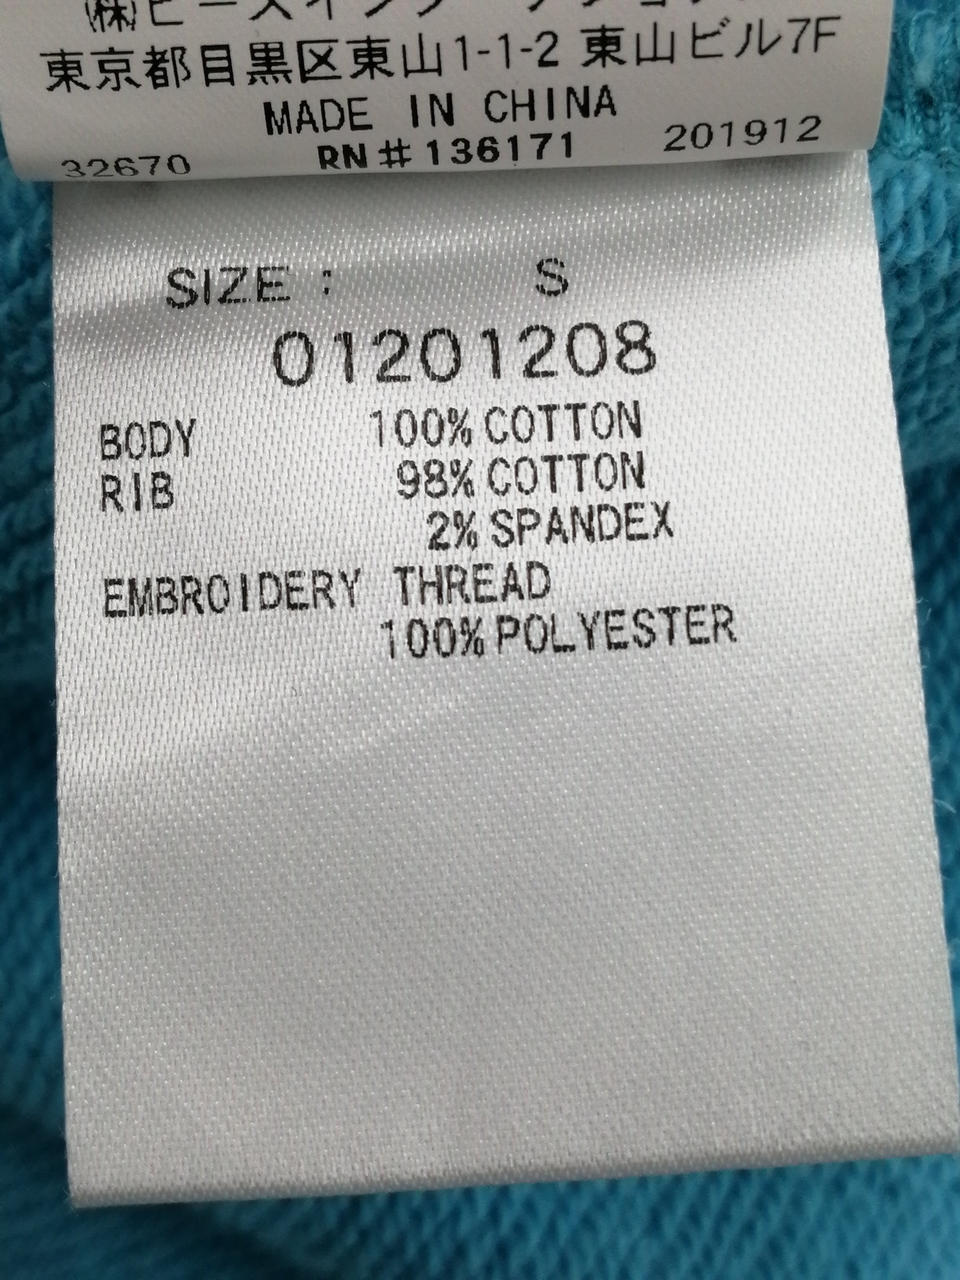 東京都目黒区東山1-1-2 東山ビル7F
MADE IN CHINA
32670 RN#136171 201912
SIZE : S
01201208
BODY 100% COTTON
RIB 98% COTTON
2% SPANDEX
EMBROIDERY THREAD
100% POLYESTER